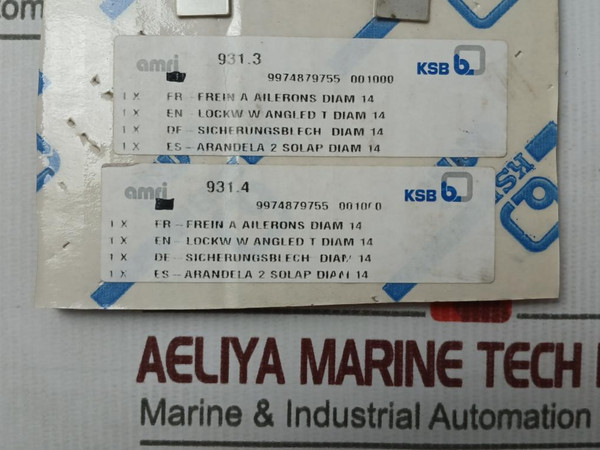 om
amri 931.3 KSB b
9974879755 001000
1 X FR - FREIN A AILERONS DIAM 14
1 X EN - LOCKW W ANGLED T DIAM 14
1 X DE - SICHERUNGSBLECH DIAM 14
1 X ES - ARANDELA 2 SOLAP DIAM 14
amri 931.4 KSB b
9974879755 001000
1 X FR - FREIN A AILERONS DIAM 14
1 X EN - LOCKW W ANGLED T DIAM 14
1 X DE - SICHERUNGSBLECH DIAM 14
1 X ES - ARANDELA 2 SOLAP DIAM 14
KSB
AELIYA MARINE TECH
Marine & Industrial Automation